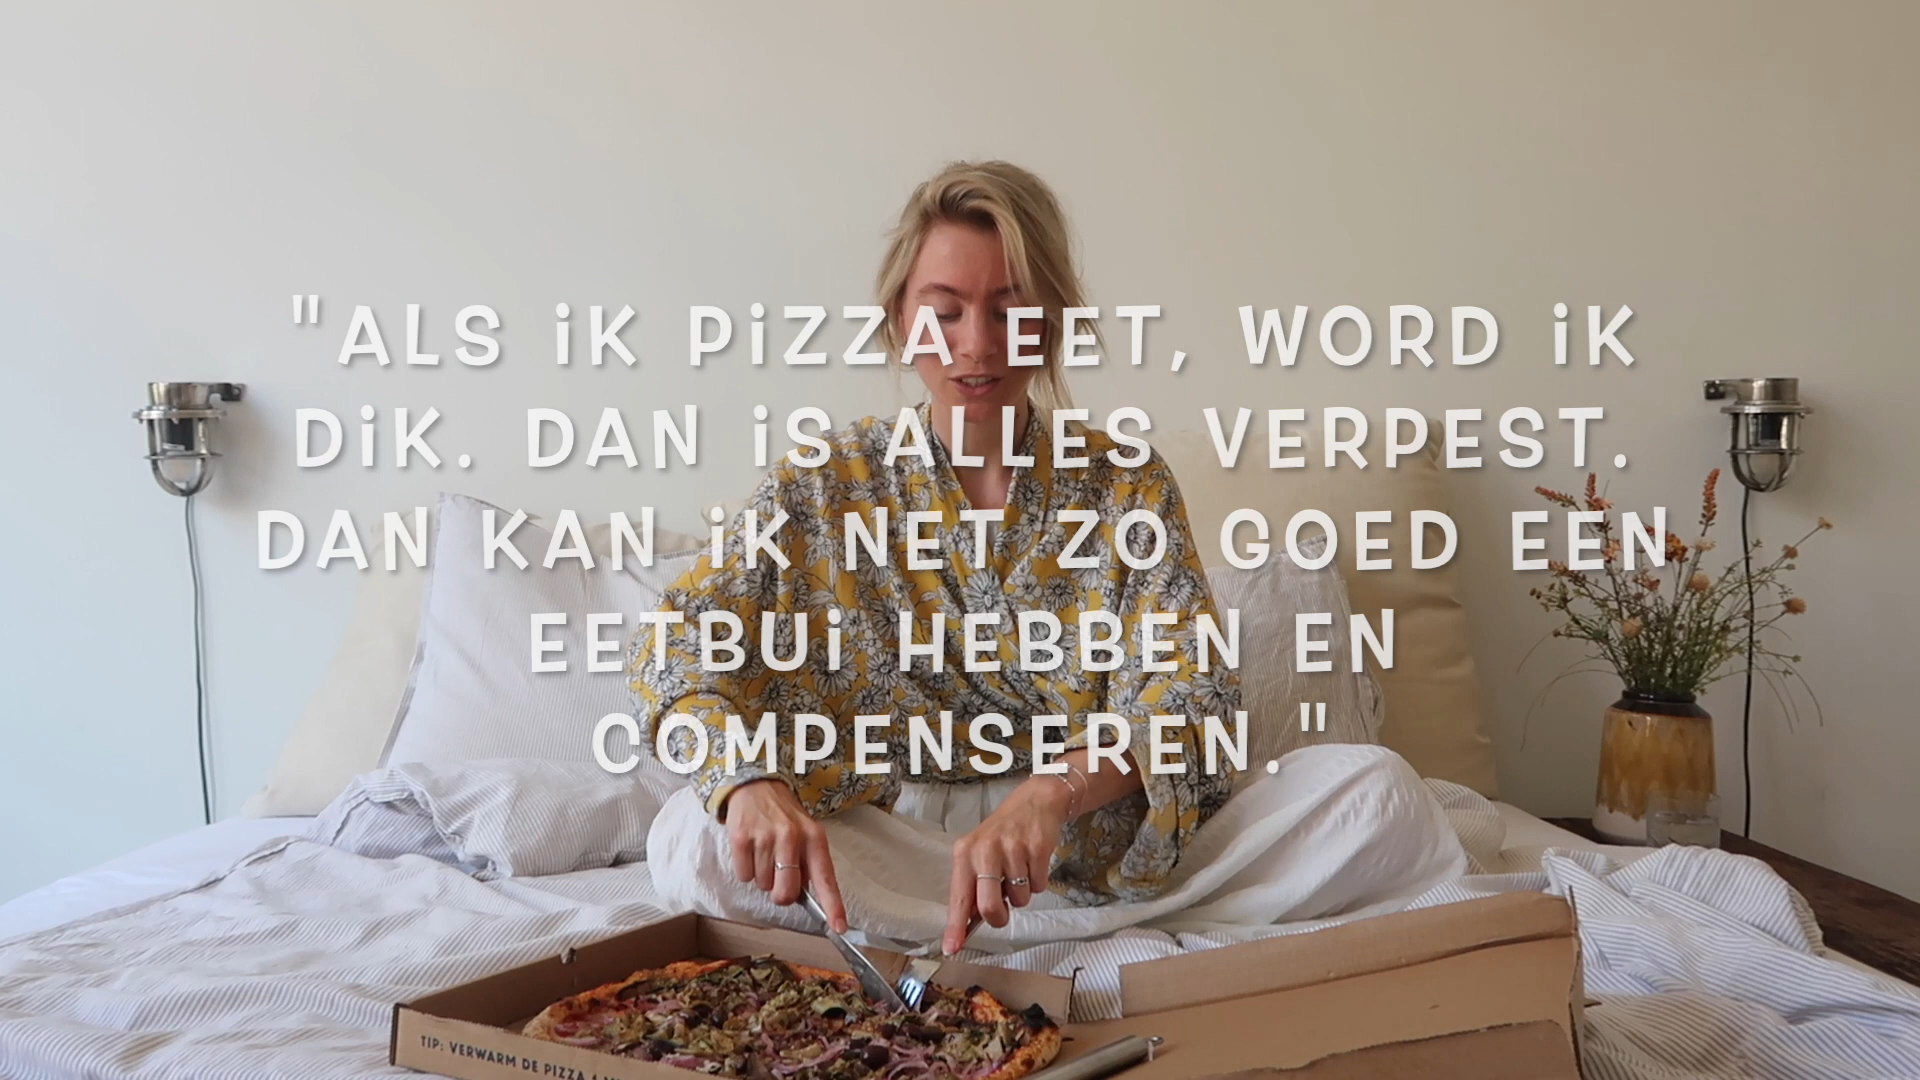 "ALS iK PiZZA EET, WORD iK
DiK. DAN iS ALLES VERPEST.
DAN KAN iK NET ZO GOED EEN
EETBUi HEBBEN EN
COMPENSEREN."
TIP: VERWARM DE PIZZA